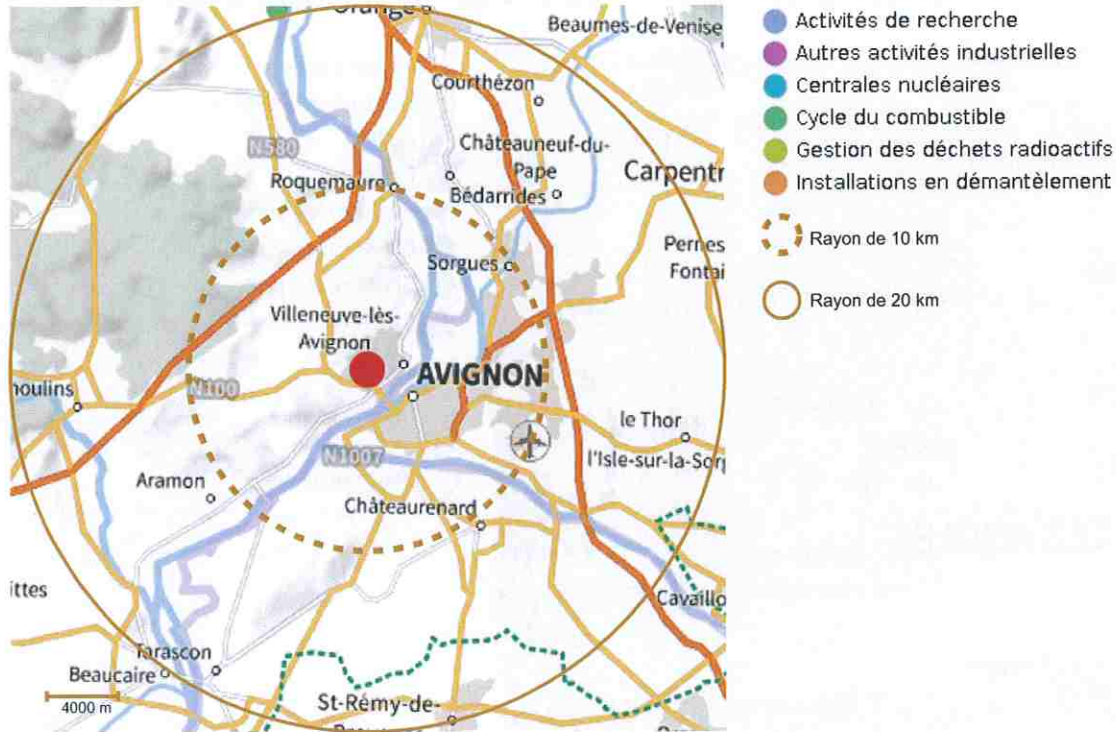 Beaumes-de-Venise
Courthézon
N580
Châteauneuf-du-
Pape
Carpentr
Roquemaure
Bédarrides
Pernes
Fontai
Sorgues
Villeneuve-lès-
Avignon
AVIGNON
N100
moulins
le Thor
N1007
l'Isle-sur-la-Sorg
Aramon
Châteaurenard
ittes
Cavaillo
Tarascon
Beaucaire
4000 m
St-Rémy-de-
Activités de recherche
Autres activités industrielles
Centrales nucléaires
Cycle du combustible
Gestion des déchets radioactifs
Installations en démantèlement
Rayon de 10 km
Rayon de 20 km